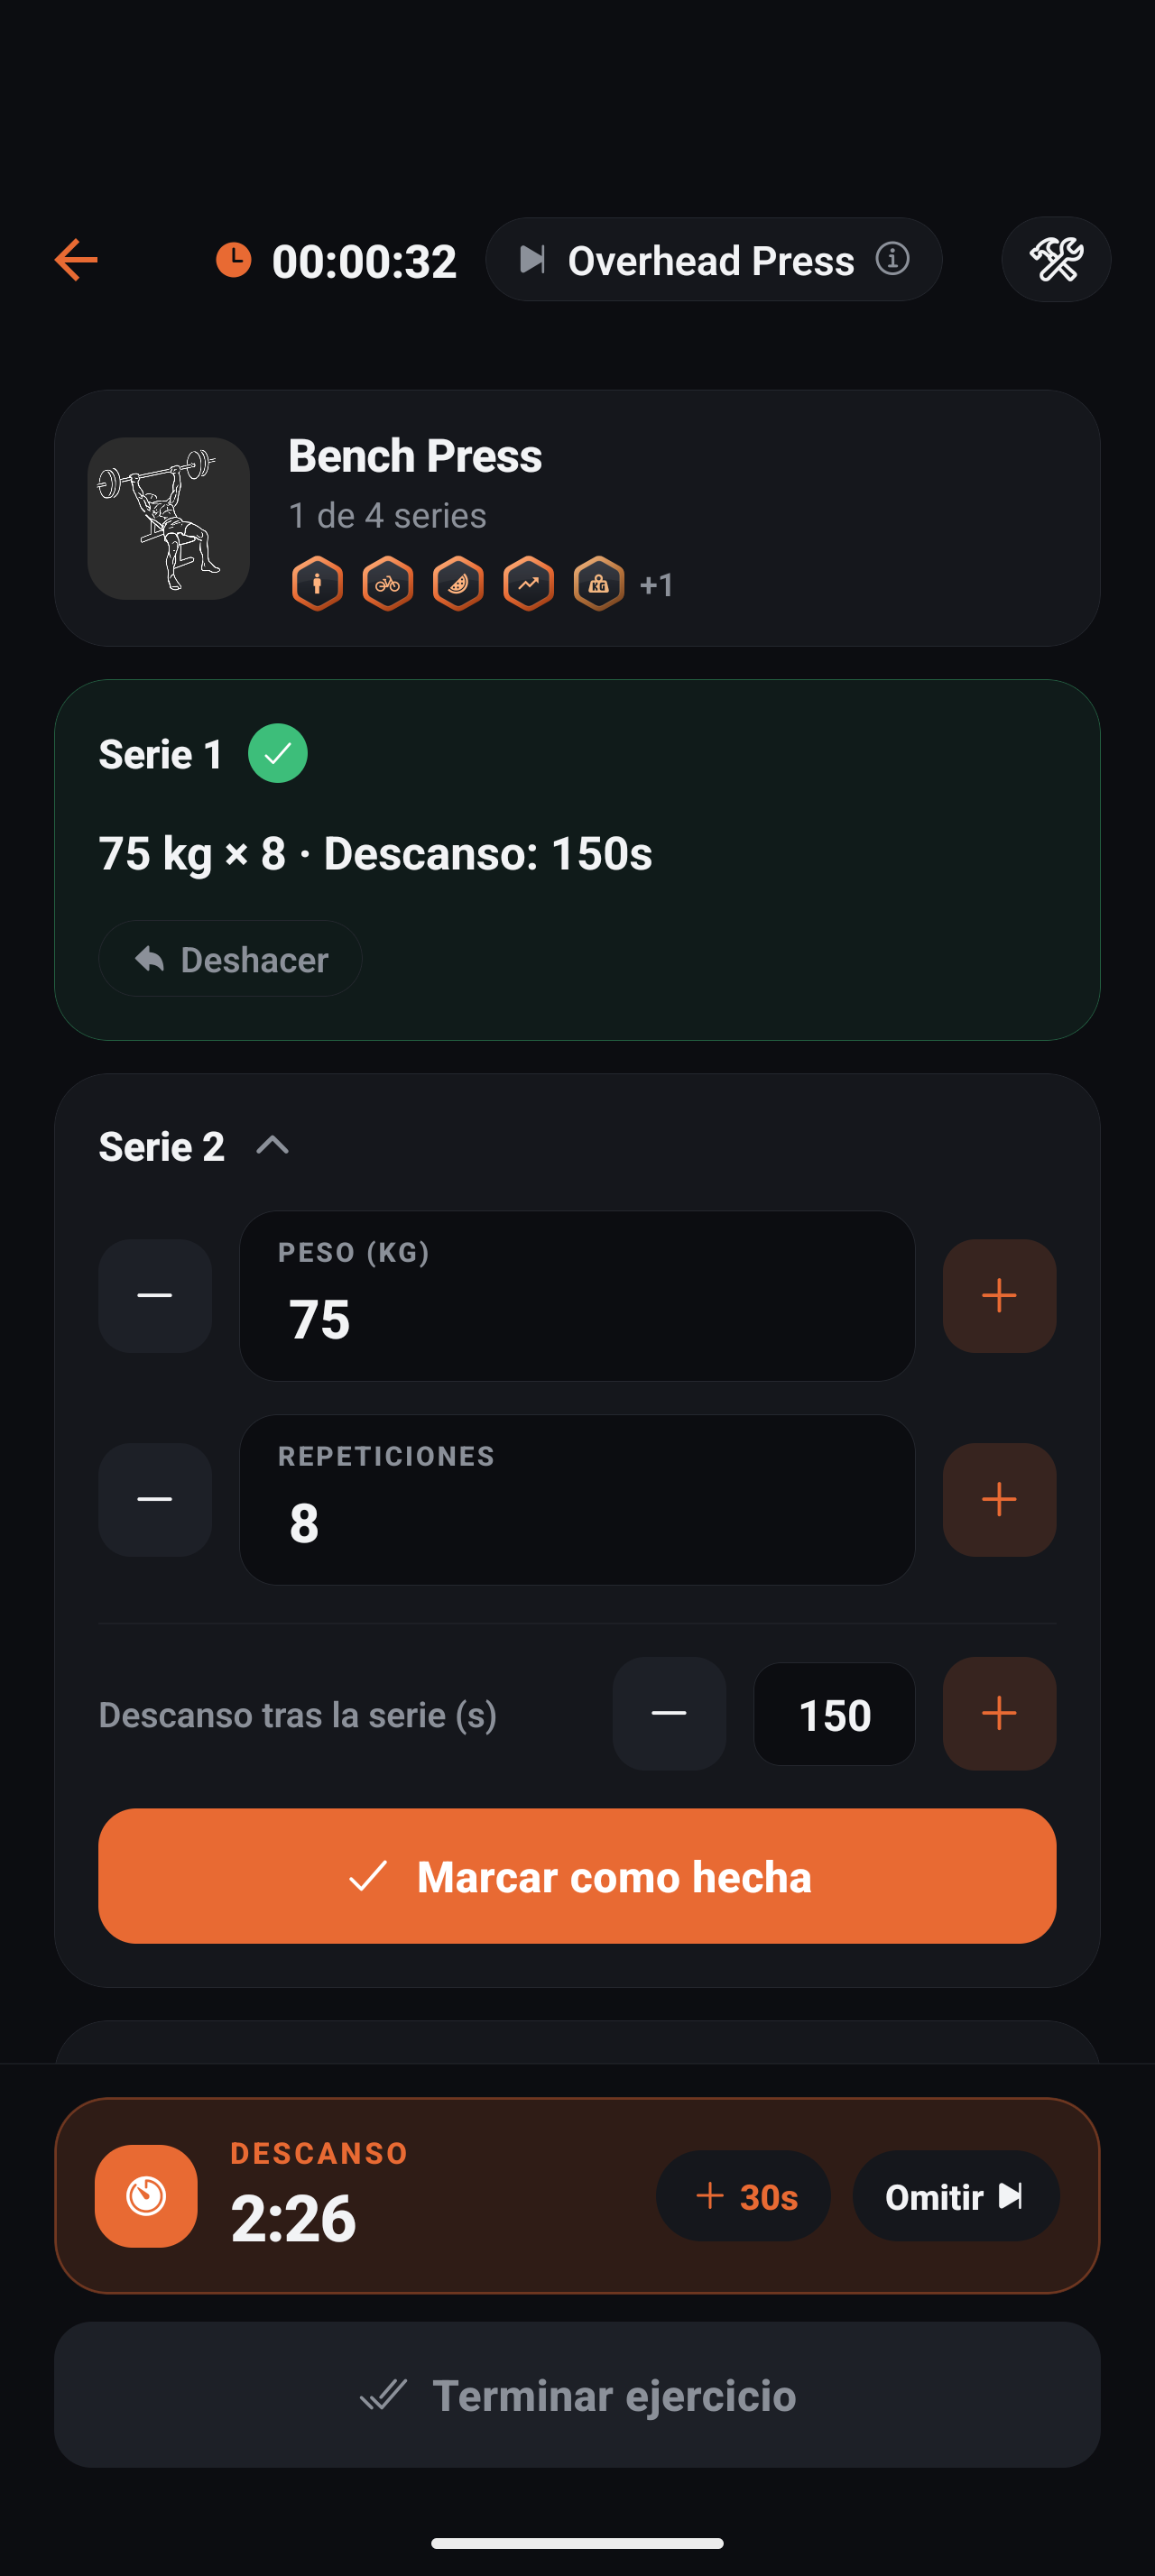 00:00:32
Overhead Press
Bench Press
1 de 4 series
KG
+1
Serie 1
75 kg × 8 · Descanso: 150s
Deshacer
Serie 2
PESO (KG)
75
REPETICIONES
8
Descanso tras la serie (s)
150
Marcar como hecha
DESCANSO
2:26
30s
Omitir
Terminar ejercicio